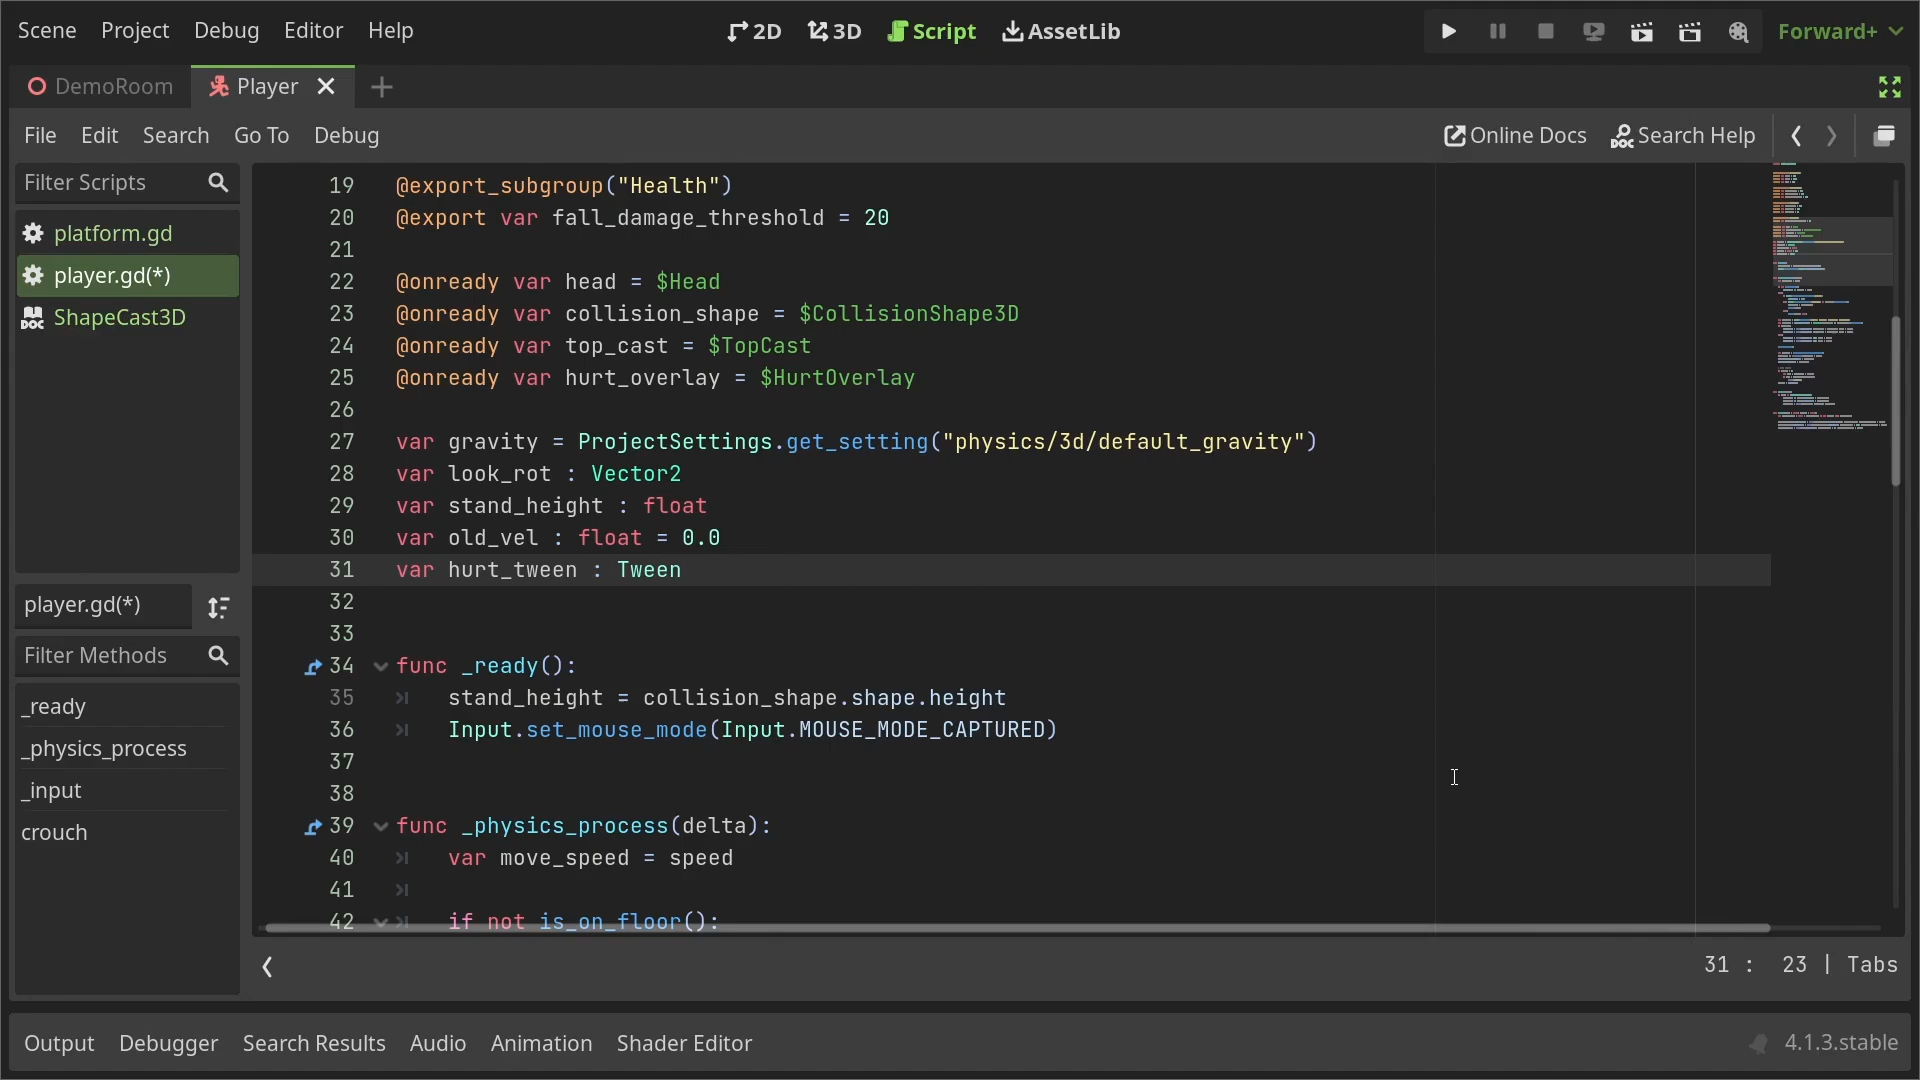 Scene Project Debug Editor Help 2D 3D Script AssetLib Forward+
DemoRoom Player
File Edit Search Go To Debug Online Docs Search Help
Filter Scripts
platform.gd
player.gd(*)
DOC ShapeCast3D
player.gd(*)
Filter Methods
_ready
_physics_process
_input
crouch
19 @export_subgroup("Health")
20 @export var fall_damage_threshold = 20
21
22 @onready var head = $Head
23 @onready var collision_shape = $CollisionShape3D
24 @onready var top_cast = $TopCast
25 @onready var hurt_overlay = $HurtOverlay
26
27 var gravity = ProjectSettings.get_setting("physics/3d/default_gravity")
28 var look_rot : Vector2
29 var stand_height : float
30 var old_vel : float = 0.0
31 var hurt_tween : Tween
32
33
34 func _ready():
35 stand_height = collision_shape.shape.height
36 Input.set_mouse_mode(Input.MOUSE_MODE_CAPTURED)
37
38
39 func _physics_process(delta):
40 var move_speed = speed
41
42 if not is_on_floor():
31 : 23 | Tabs
Output Debugger Search Results Audio Animation Shader Editor 4.1.3.stable